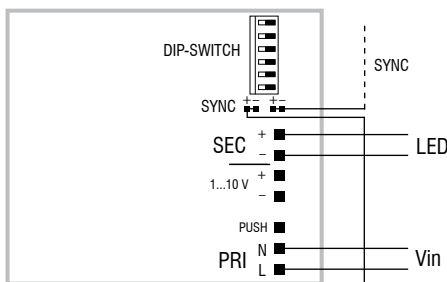 DIP-SWITCH
SYNC
SYNC + − + −
SEC + LED
−
+
1...10 V
−
PUSH
PRI N Vin
L